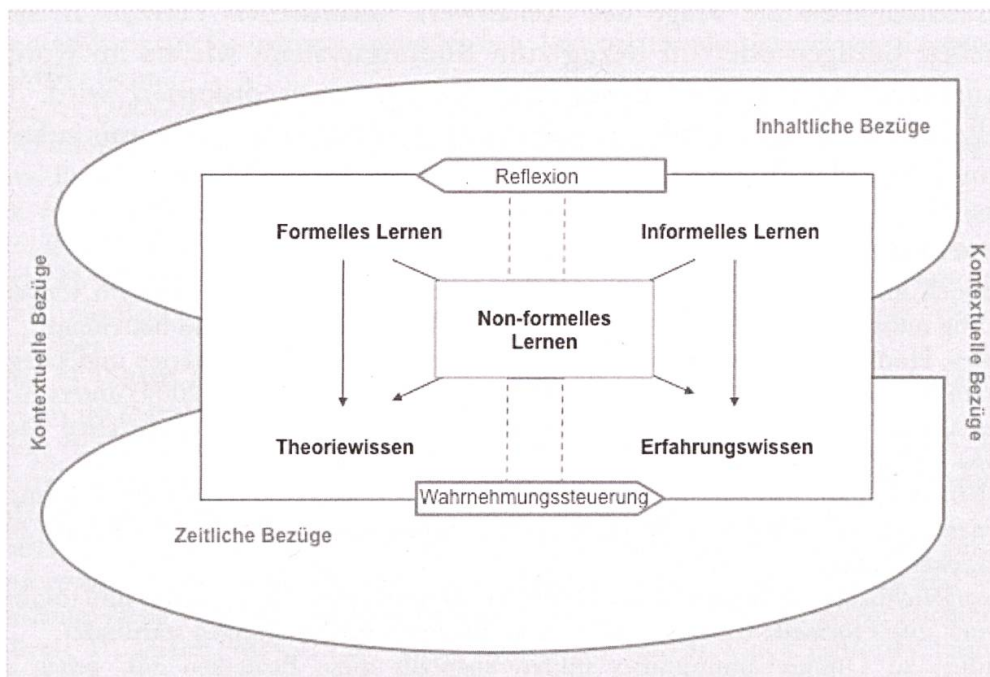 Inhaltliche Bezüge
Reflexion
Formelles Lernen
Informelles Lernen
Kontextuelle Bezüge
Non-formelles
Lernen
Kontextuelle Bezüge
Theoriewissen
Erfahrungswissen
Wahrnehmungssteuerung
Zeitliche Bezüge